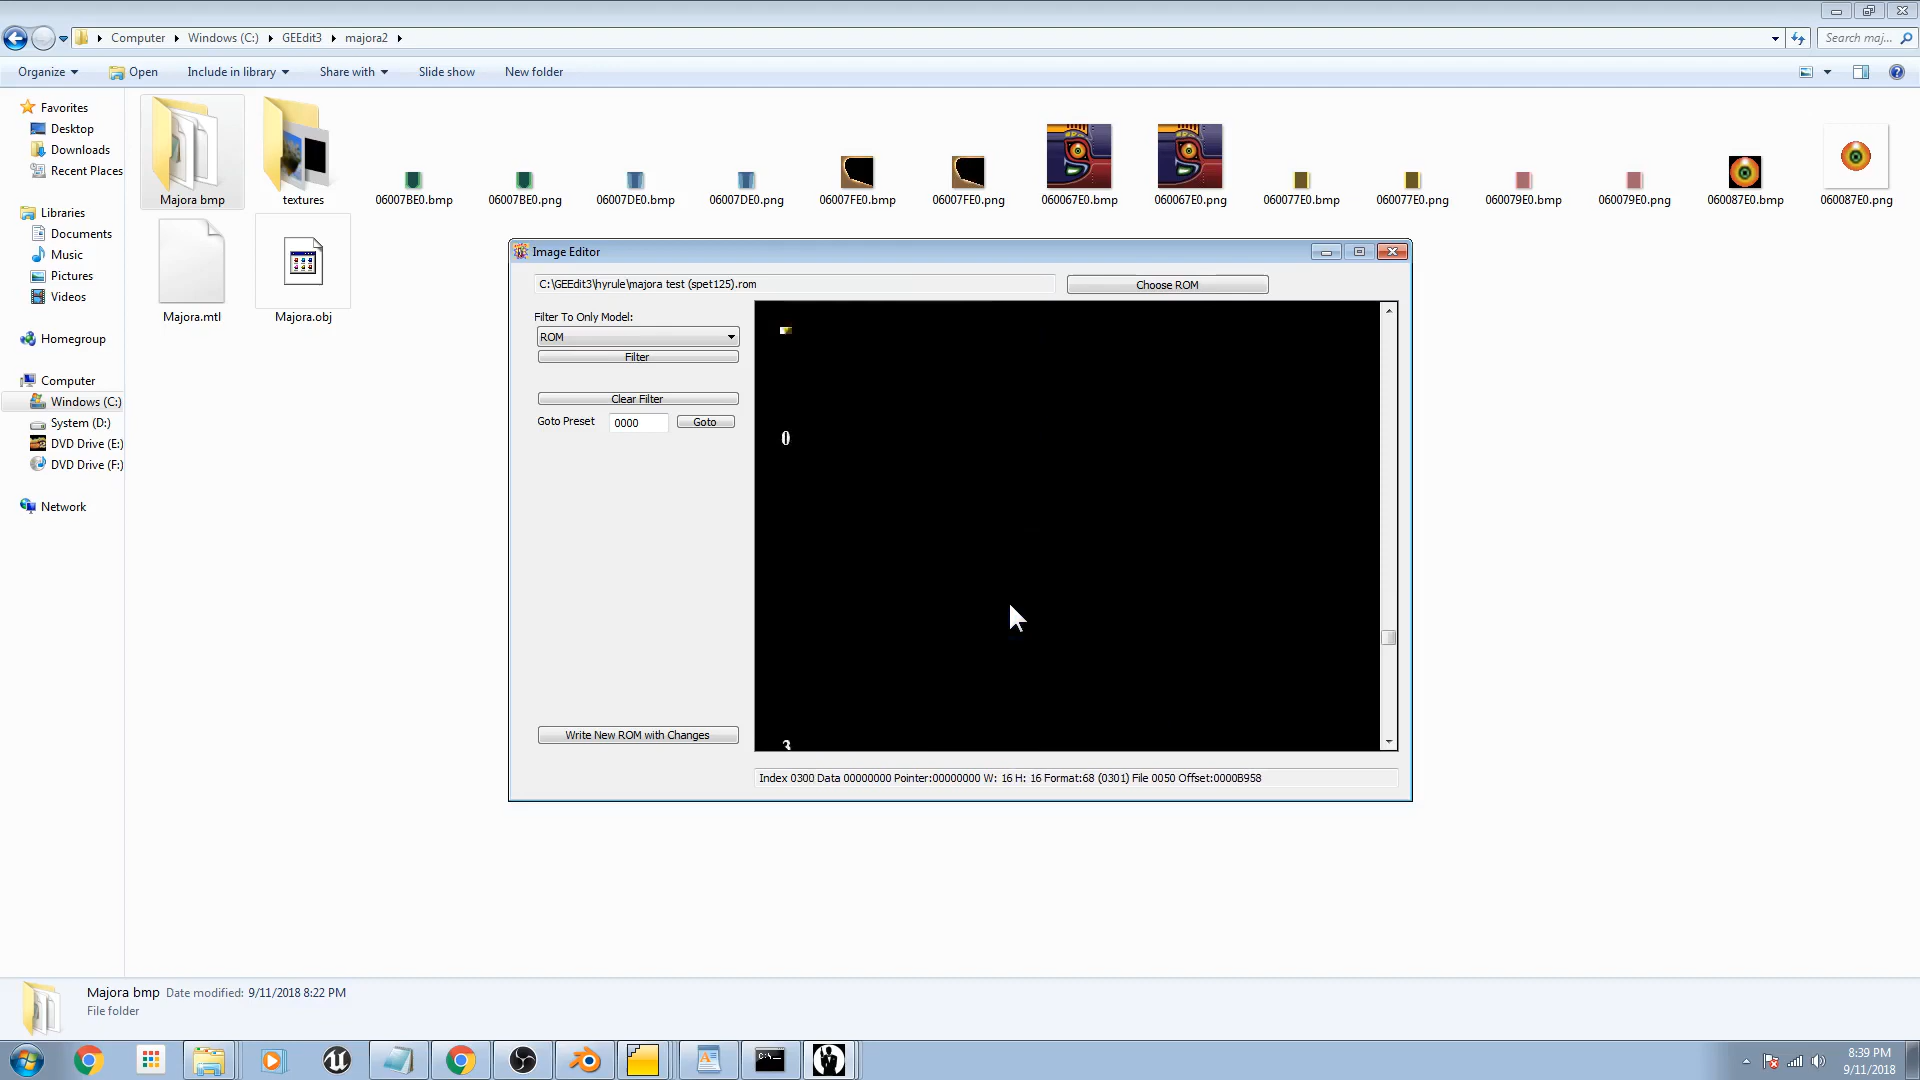 Computer
Windows (C:)
GEEdit3
majora2
Search maj...
Organize
Open
Include in library
Share with
Slide show
New folder
Favorites
Desktop
Downloads
Recent Places
Libraries
Documents
Music
Pictures
Videos
Homegroup
Computer
Windows (C:)
System (D:)
DVD Drive (E:)
DVD Drive (F:)
Network
Majora bmp
textures
06007BE0.bmp
06007BE0.png
06007DE0.bmp
06007DE0.png
06007FE0.bmp
06007FE0.png
060067E0.bmp
060067E0.png
060077E0.bmp
060077E0.png
060079E0.bmp
060079E0.png
060087E0.bmp
060087E0.png
Majora.mtl
Majora.obj
Image Editor
C:\GEEdit3\hyrule\majora test (spet125).rom
Choose ROM
Filter To Only Model:
ROM
Filter
Clear Filter
Goto Preset
0000
Goto
Write New ROM with Changes
0
3
Index 0300 Data 00000000 Pointer:00000000 W: 16 H: 16 Format:68 (0301) File 0050 Offset:0000B958
Majora bmp
Date modified: 9/11/2018 8:22 PM
File folder
8:39 PM
9/11/2018